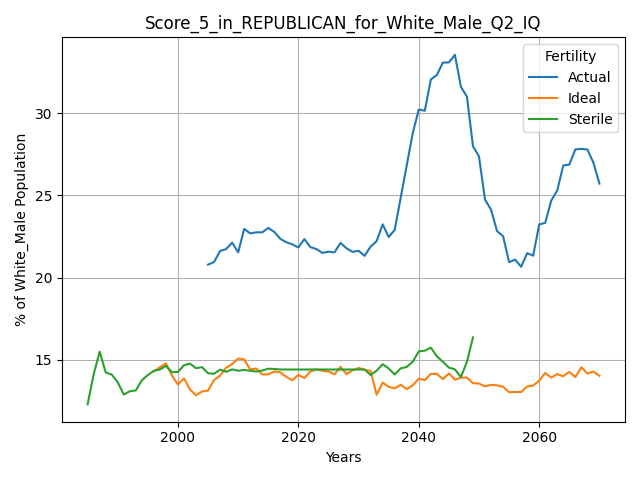 Score_5_in_REPUBLICAN_for_White_Male_Q2_IQ
Fertility
Actual
Ideal
Sterile
% of White_Male Population
30
25
20
15
2000
2020
2040
2060
Years